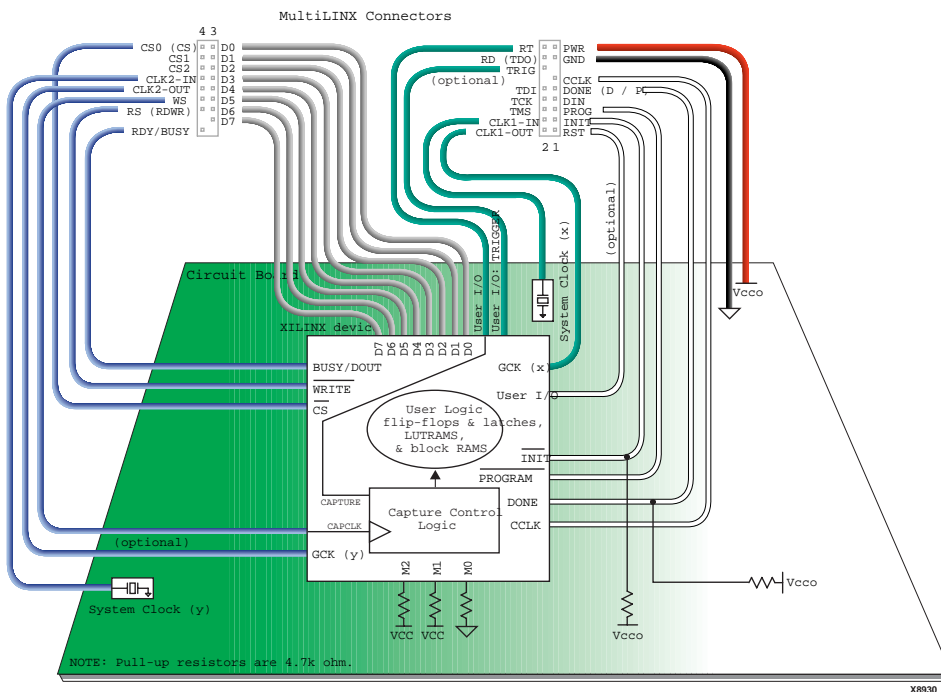 MultiLINX Connectors
4 3
CS0 (CS)
CS1
CS2
CLK2-IN
CLK2-OUT
WS
RS (RDWR)
RDY/BUSY
D0
D1
D2
D3
D4
D5
D6
D7
RT
RD (TDO)
TRIG
(optional)
TDI
TCK
TMS
CLK1-IN
CLK1-OUT
PWR
GND
CCLK
DONE (D / P)
DIN
PROG
INIT
RST
2 1
(optional)
Vcco
Circuit Board
User I/O
User I/O: TRIGGER
System Clock (x)
XILINX devic
D7
D6
D5
D4
D3
D2
D1
D0
BUSY/DOUT
WRITE
CS
GCK (x)
User I/O
User Logic
flip-flops & latches,
LUTRAMS,
& block RAMS
INIT
PROGRAM
DONE
CCLK
CAPTURE
CAPCLK
Capture Control
Logic
(optional)
GCK (y)
M2
M1
M0
System Clock (y)
VCC
VCC
Vcco
Vcco
NOTE: Pull-up resistors are 4.7k ohm.
X8930